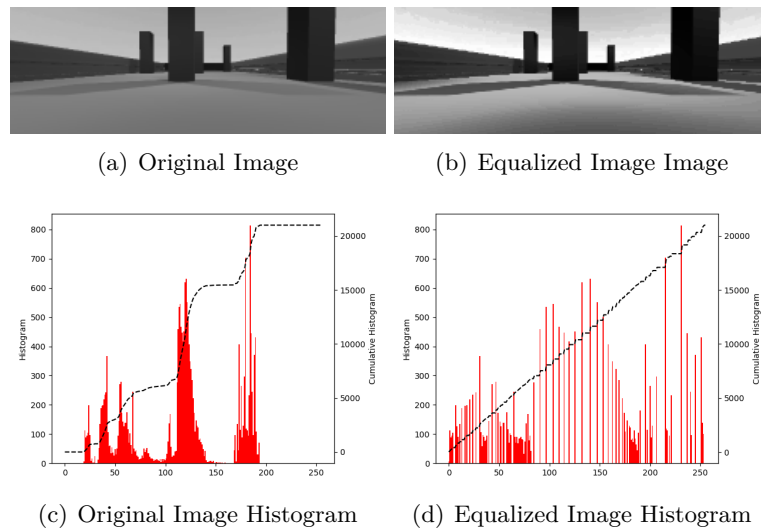 (a) Original Image
(b) Equalized Image Image
800
700
600
500
400
300
200
100
0
Histogram
0 50 100 150 200 250
20000
15000
10000
5000
0
Cumulative Histogram
800
700
600
500
400
300
200
100
0
Histogram
0 50 100 150 200 250
20000
15000
10000
5000
0
Cumulative Histogram
(c) Original Image Histogram
(d) Equalized Image Histogram